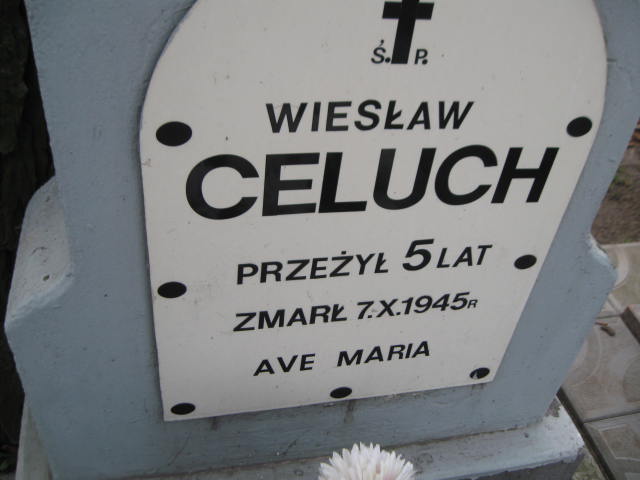 Ś. P.
WIESŁAW
CELUCH
PRZEŻYŁ 5 LAT
ZMARŁ 7.X.1945R
AVE MARIA